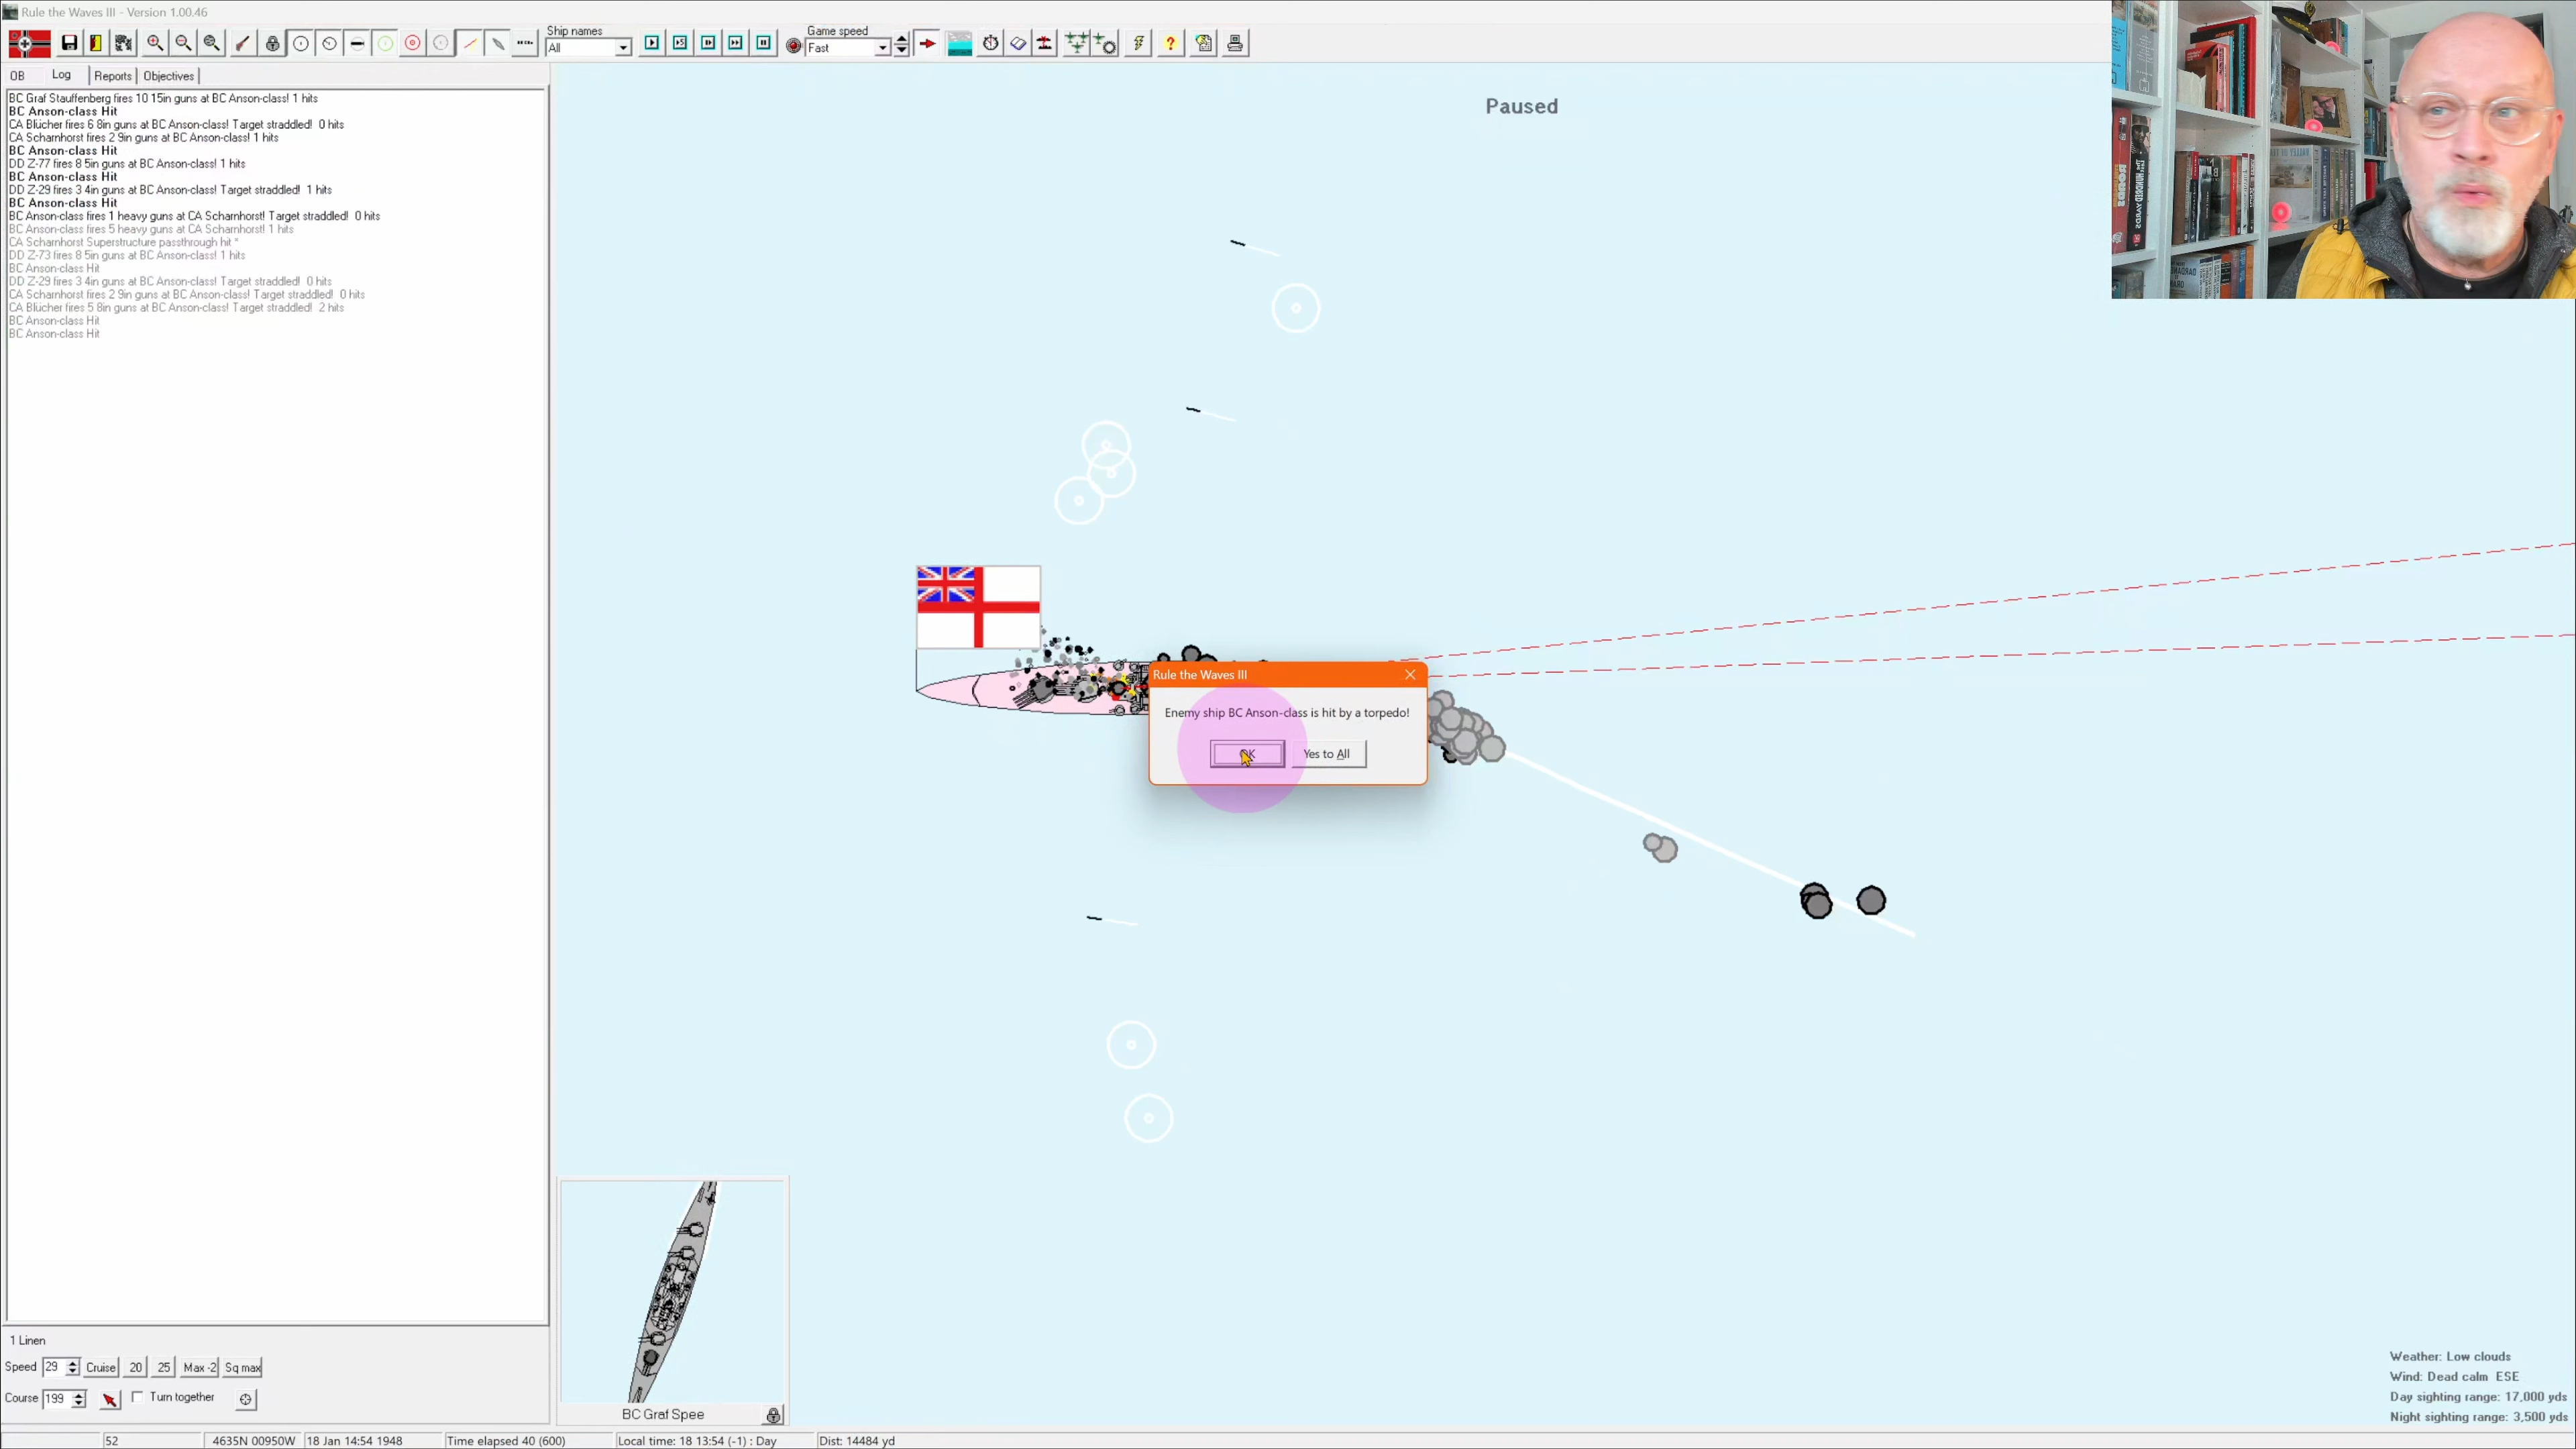 Rule the Waves III - Version 1.00.46
Ship names
All
Game speed
Fast
OB
Log
Reports
Objectives
BC Graf Stauffenberg fires 10 15in guns at BC Anson-class! 1 hits
BC Anson-class Hit
CA Blücher fires 6 8in guns at BC Anson-class! Target straddled! 0 hits
CA Scharnhorst fires 2 9in guns at BC Anson-class! 1 hits
BC Anson-class Hit
DD Z-77 fires 8 5in guns at BC Anson-class! 1 hits
BC Anson-class Hit
DD Z-29 fires 3 4in guns at BC Anson-class! Target straddled! 1 hits
BC Anson-class Hit
BC Anson-class fires 1 heavy guns at CA Scharnhorst! Target straddled! 0 hits
BC Anson-class fires 5 heavy guns at CA Scharnhorst! 1 hits
CA Scharnhorst Superstructure passthrough hit *
DD Z-73 fires 8 5in guns at BC Anson-class! 1 hits
BC Anson-class Hit
DD Z-29 fires 3 4in guns at BC Anson-class! Target straddled! 0 hits
CA Scharnhorst fires 2 9in guns at BC Anson-class! Target straddled! 0 hits
CA Blücher fires 5 8in guns at BC Anson-class! Target straddled! 2 hits
BC Anson-class Hit
BC Anson-class Hit
Paused
Rule the Waves III
Enemy ship BC Anson-class is hit by a torpedo!
OK
Yes to All
1 Linen
Speed 29 Cruise 20 25 Max -2 Sq max
Course 199 Turn together
BC Graf Spee
Weather: Low clouds
Wind: Dead calm ESE
Day sighting range: 17,000 yds
Night sighting range: 3,500 yds
52 4635N 00950W 18 Jan 14:54 1948 Time elapsed 40 (600) Local time: 18 13:54 (-1) : Day Dist: 14484 yd